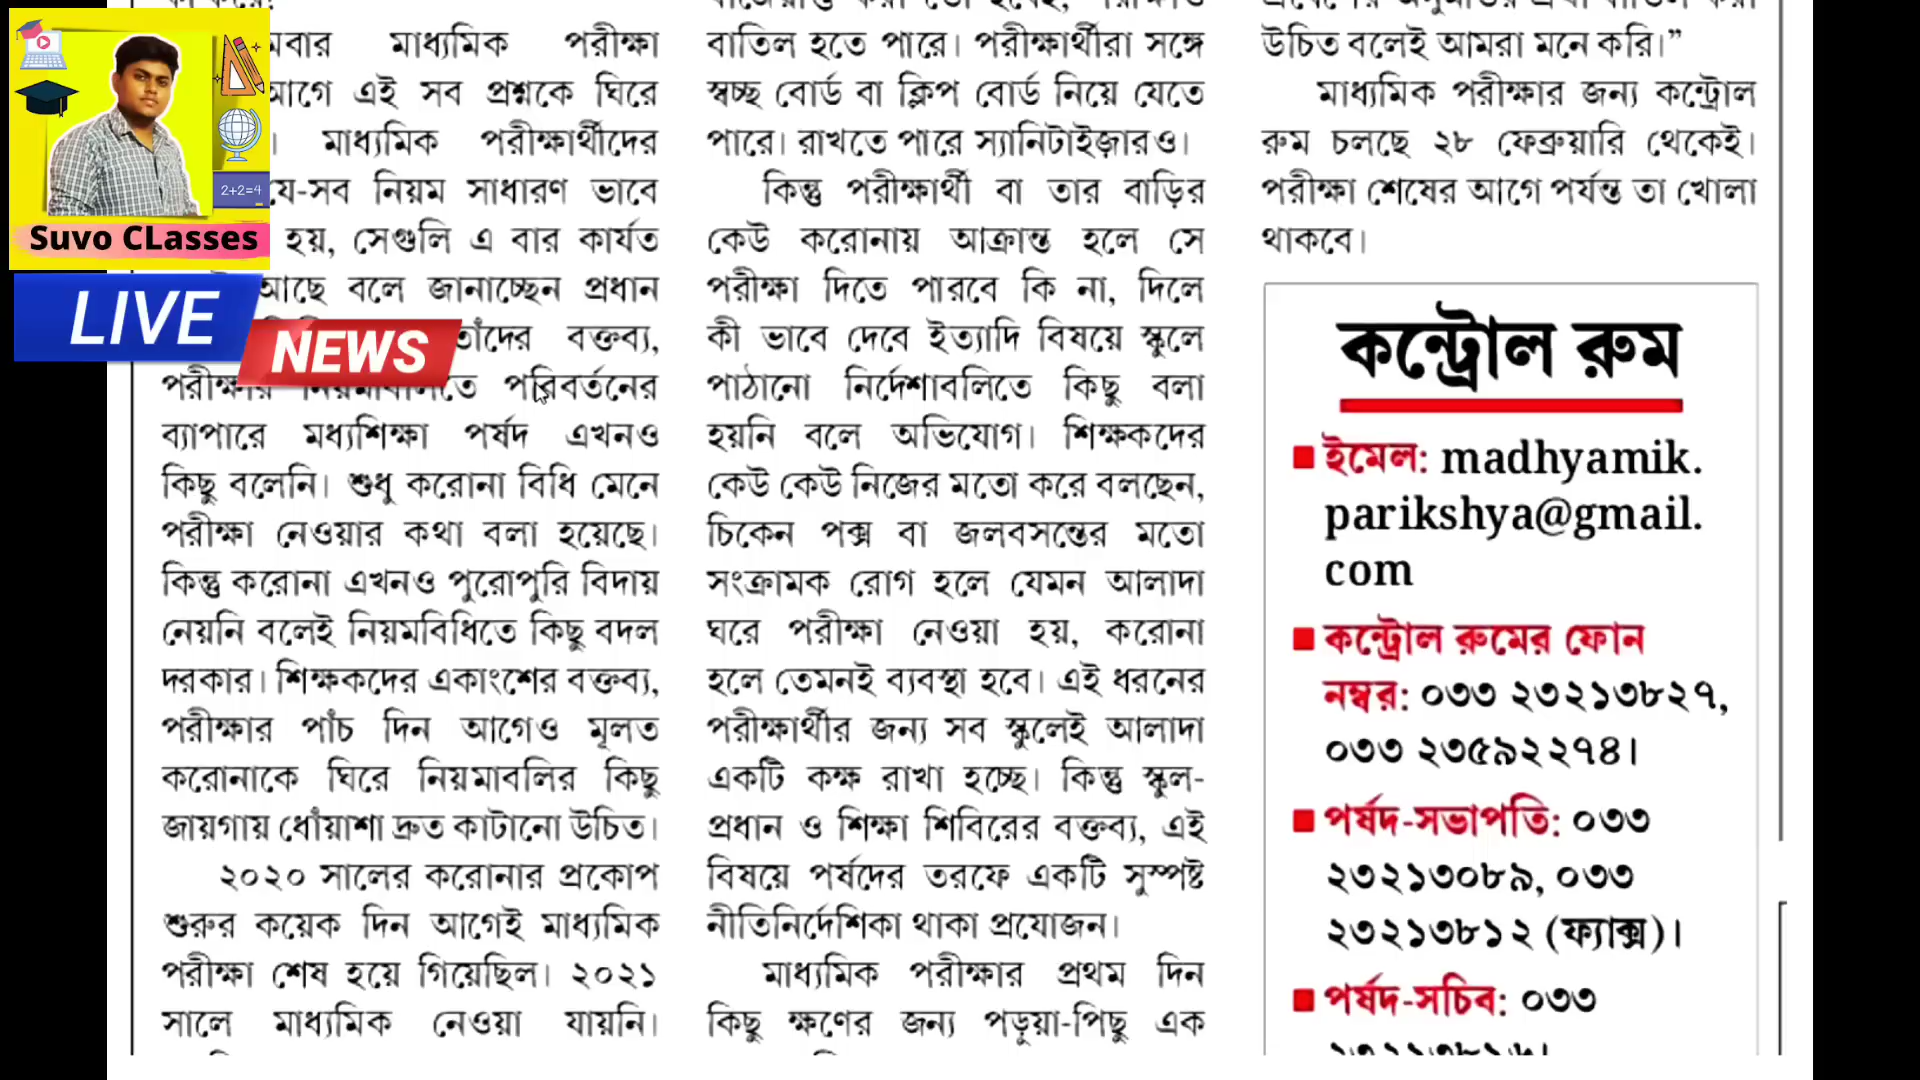 2+2=4
Suvo CLasses
LIVE
NEWS
মাধ্যমিক পরীক্ষা
আগে এই সব প্রশ্নকে ঘিরে
। মাধ্যমিক পরীক্ষার্থীদের
যে-সব নিয়ম সাধারণ ভাবে
হয়, সেগুলি এ বার কার্যত
আছে বলে জানাচ্ছেন প্রধান
তাঁদের বক্তব্য,
পরীক্ষার নিয়মাবলিতে পরিবর্তনের
ব্যাপারে মধ্যশিক্ষা পর্ষদ এখনও
কিছু বলেনি। শুধু করোনা বিধি মেনে
পরীক্ষা নেওয়ার কথা বলা হয়েছে।
কিন্তু করোনা এখনও পুরোপুরি বিদায়
নেয়নি বলেই নিয়মবিধিতে কিছু বদল
দরকার। শিক্ষকদের একাংশের বক্তব্য,
পরীক্ষার পাঁচ দিন আগেও মূলত
করোনাকে ঘিরে নিয়মাবলির কিছু
জায়গায় ধোঁয়াশা দ্রুত কাটানো উচিত।
২০২০ সালের করোনার প্রকোপ
শুরুর কয়েক দিন আগেই মাধ্যমিক
পরীক্ষা শেষ হয়ে গিয়েছিল। ২০২১
সালে মাধ্যমিক নেওয়া যায়নি।
বাতিল হতে পারে। পরীক্ষার্থীরা সঙ্গে
স্বচ্ছ বোর্ড বা ক্লিপ বোর্ড নিয়ে যেতে
পারে। রাখতে পারে স্যানিটাইজ়ারও।
কিন্তু পরীক্ষার্থী বা তার বাড়ির
কেউ করোনায় আক্রান্ত হলে সে
পরীক্ষা দিতে পারবে কি না, দিলে
কী ভাবে দেবে ইত্যাদি বিষয়ে স্কুলে
পাঠানো নির্দেশাবলিতে কিছু বলা
হয়নি বলে অভিযোগ। শিক্ষকদের
কেউ কেউ নিজের মতো করে বলছেন,
চিকেন পক্স বা জলবসন্তের মতো
সংক্রামক রোগ হলে যেমন আলাদা
ঘরে পরীক্ষা নেওয়া হয়, করোনা
হলে তেমনই ব্যবস্থা হবে। এই ধরনের
পরীক্ষার্থীর জন্য সব স্কুলেই আলাদা
একটি কক্ষ রাখা হচ্ছে। কিন্তু স্কুল-
প্রধান ও শিক্ষা শিবিরের বক্তব্য, এই
বিষয়ে পর্ষদের তরফে একটি সুস্পষ্ট
নীতিনির্দেশিকা থাকা প্রযোজন।
মাধ্যমিক পরীক্ষার প্রথম দিন
কিছু ক্ষণের জন্য পড়ুয়া-পিছু এক
উচিত বলেই আমরা মনে করি।”
মাধ্যমিক পরীক্ষার জন্য কন্ট্রোল
রুম চলছে ২৮ ফেব্রুয়ারি থেকেই।
পরীক্ষা শেষের আগে পর্যন্ত তা খোলা
থাকবে।
কন্ট্রোল রুম
ইমেল: madhyamik.
parikshya@gmail.
com
কন্ট্রোল রুমের ফোন
নম্বর: ০৩৩ ২৩২১৩৮২৭,
০৩৩ ২৩৫৯২২৭৪।
পর্ষদ-সভাপতি: ০৩৩
২৩২১৩০৮৯, ০৩৩
২৩২১৩৮১২ (ফ্যাক্স)।
পর্ষদ-সচিব: ০৩৩